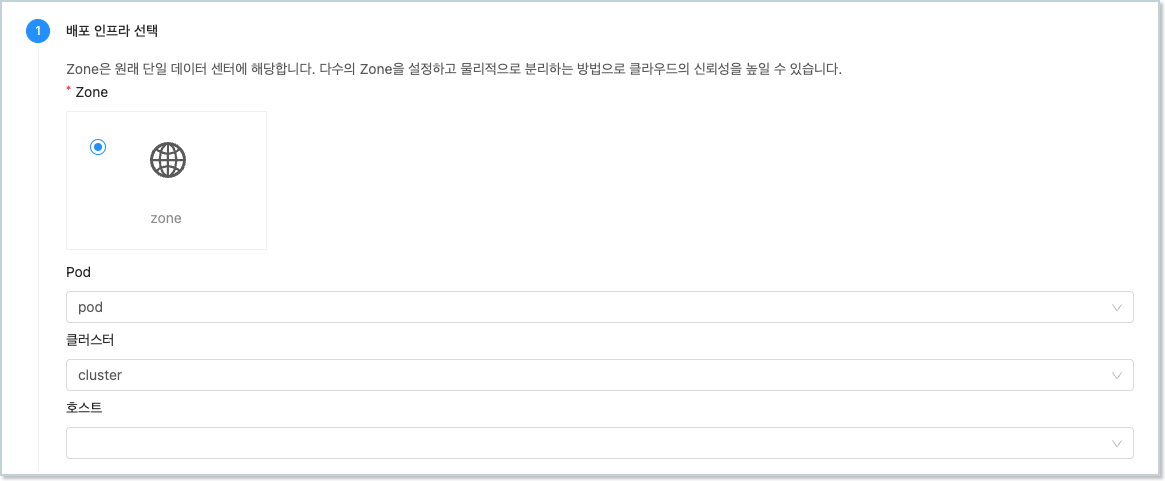 1 배포 인프라 선택
Zone은 원래 단일 데이터 센터에 해당합니다. 다수의 Zone을 설정하고 물리적으로 분리하는 방법으로 클라우드의 신뢰성을 높일 수 있습니다.
* Zone
zone
Pod
pod
클러스터
cluster
호스트